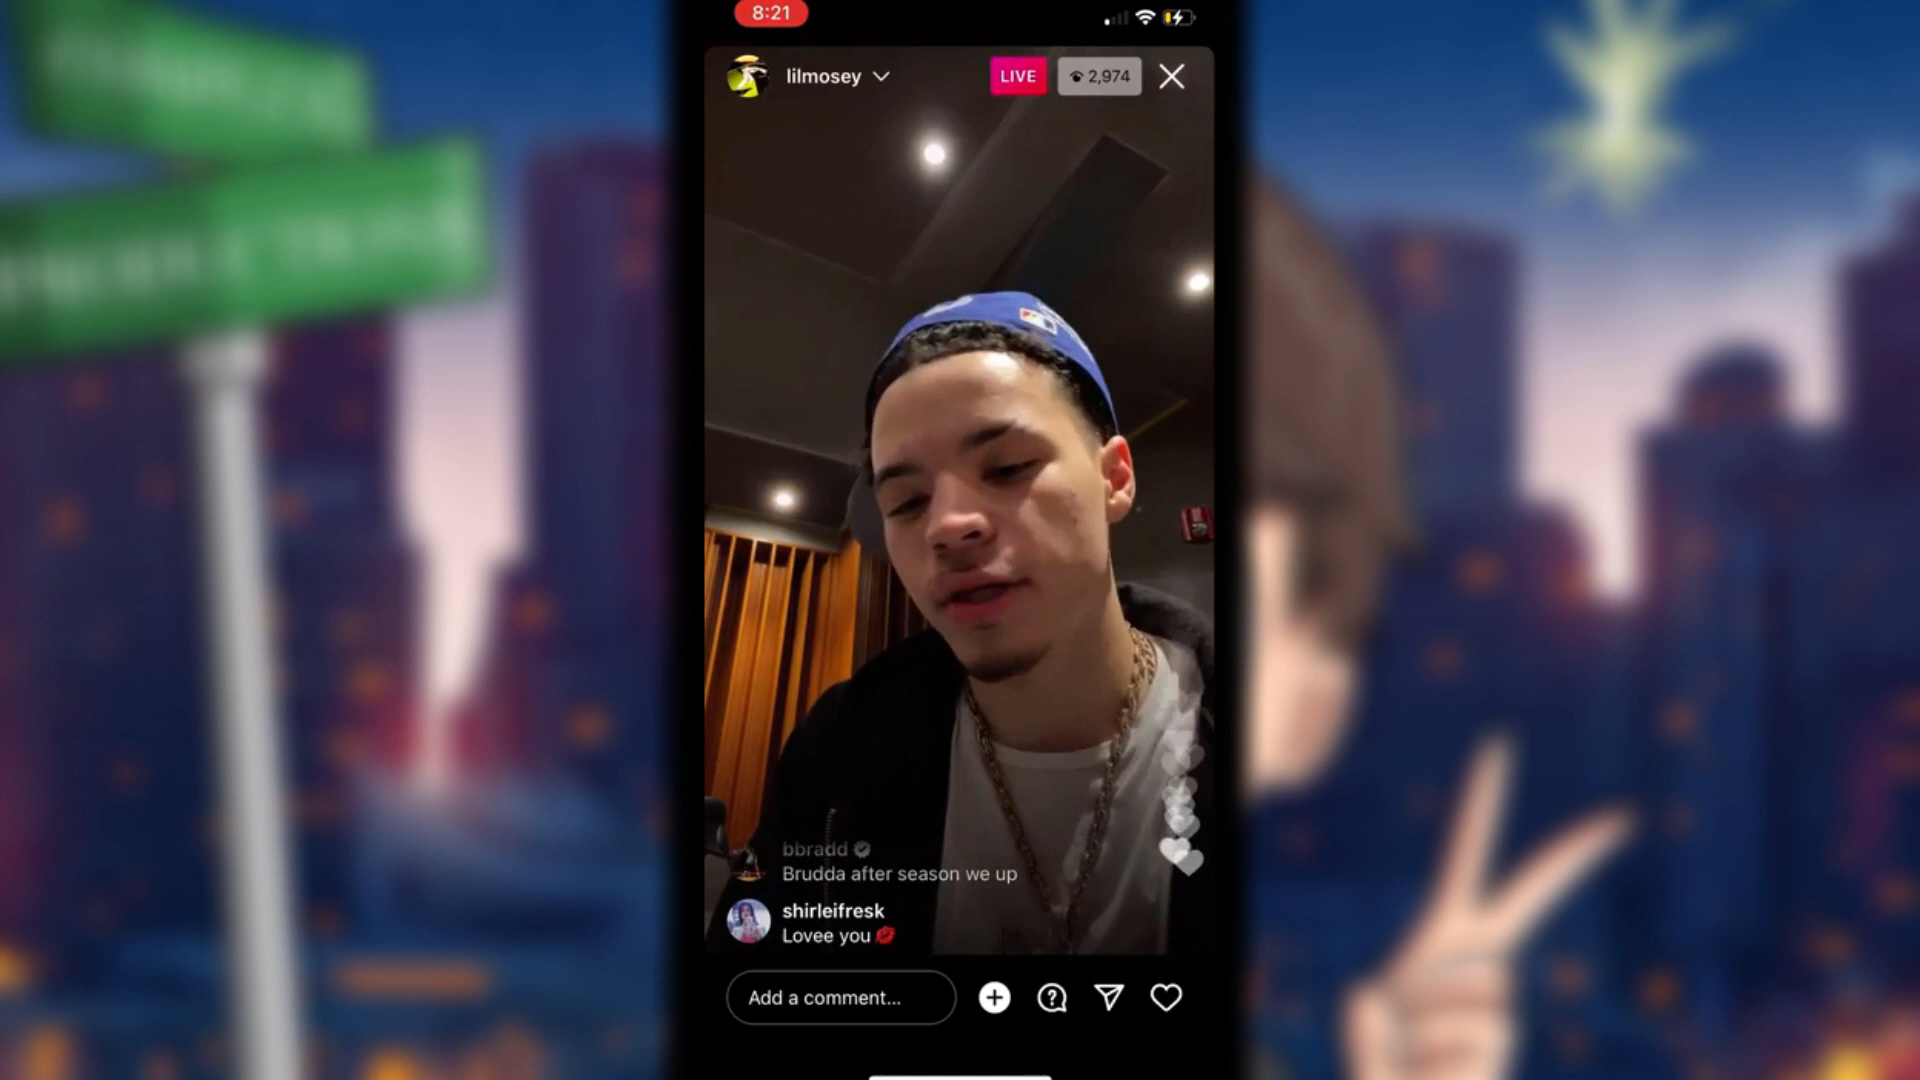 8:21
lilmosey
LIVE
2,974
bbradd
Brudda after season we up
shirleifresk
Lovee you
Add a comment...